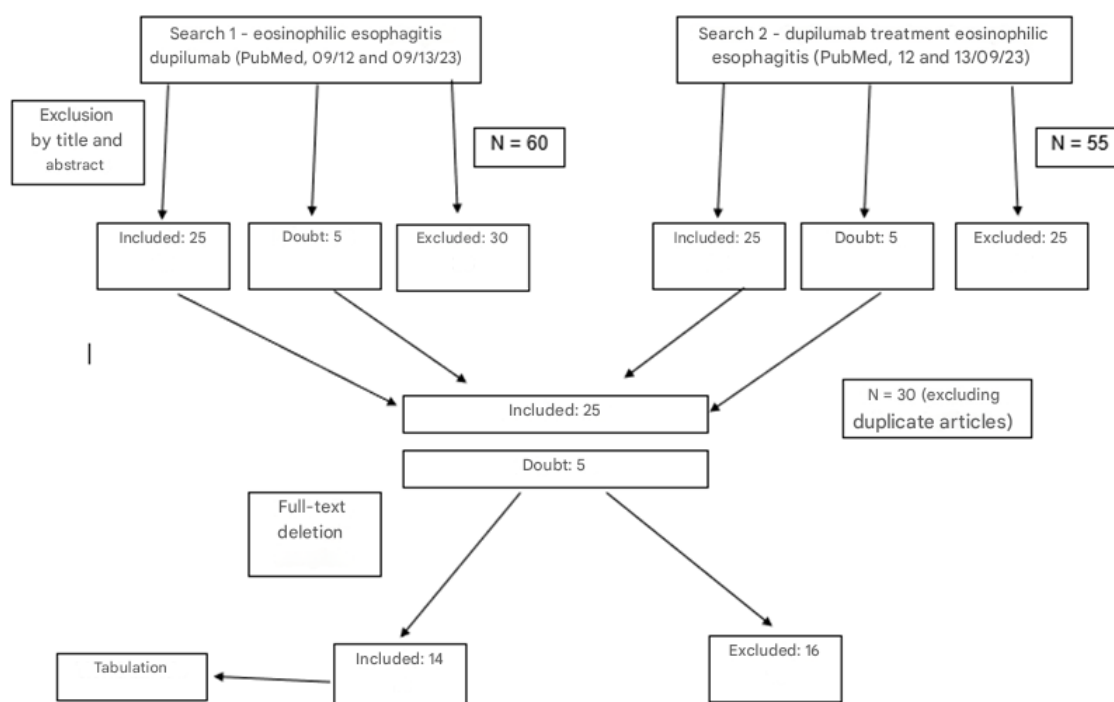 Search 1 - eosinophilic esophagitis
dupilumab (PubMed, 09/12 and 09/13/23)
Search 2 - dupilumab treatment eosinophilic
esophagitis (PubMed, 12 and 13/09/23)
Exclusion
by title and
abstract
N = 60
N = 55
Included: 25
Doubt: 5
Excluded: 30
Included: 25
Doubt: 5
Excluded: 25
Included: 25
N = 30 (excluding
duplicate articles)
Doubt: 5
Full-text
deletion
Included: 14
Excluded: 16
Tabulation